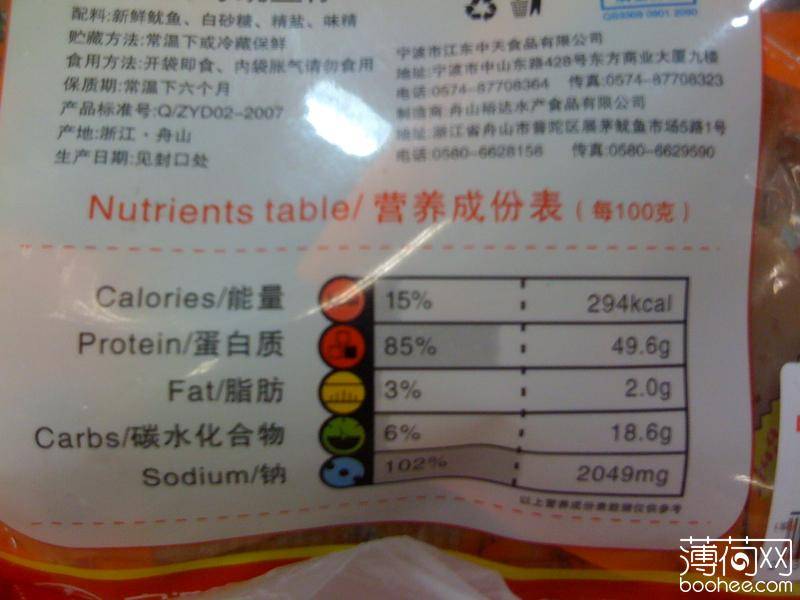 配料:新鲜鱿鱼、白砂糖、精盐、味精
贮藏方法:常温下或冷藏保鲜
食用方法:开袋即食、内袋胀气请勿食用
保质期:常温下六个月
产品标准号:Q/ZYD02-2007
产地:浙江·舟山
生产日期:见封口处
QS3309 0901 2090
宁波市江东中天食品有限公司
地址:宁波市中山东路428号东方商业大厦九楼
电话:0574-87708364 传真:0574-87708323
制造商:舟山裕达水产食品有限公司
地址:浙江省舟山市普陀区展茅鱿鱼市场5路1号
电话:0580-6628158 传真:0580-6629590
Nutrients table/营养成份表(每100克)
Calories/能量 15% 294kcal
Protein/蛋白质 85% 49.6g
Fat/脂肪 3% 2.0g
Carbs/碳水化合物 6% 18.6g
Sodium/钠 102% 2049mg
以上营养成份表数据仅供参考
薄荷网
boohee.com